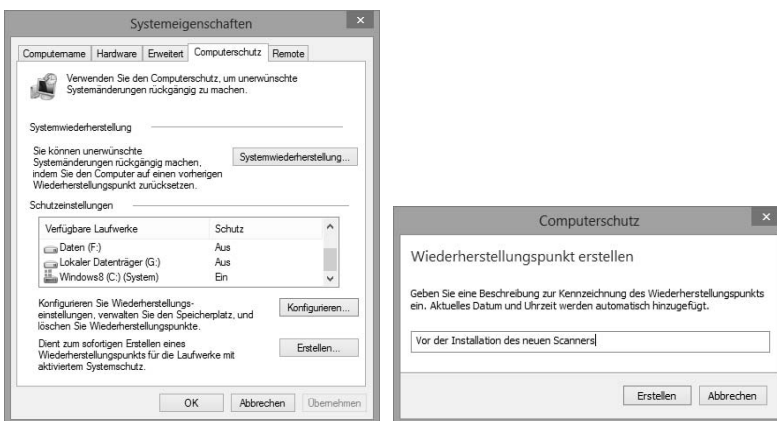 Systemeigenschaften
Computername Hardware Erweitert Computerschutz Remote
Verwenden Sie den Computerschutz, um unerwünschte
Systemänderungen rückgängig zu machen.
Systemwiederherstellung
Sie können unerwünschte
Systemänderungen rückgängig machen,
indem Sie den Computer auf einen vorherigen
Wiederherstellungspunkt zurücksetzen.
Systemwiederherstellung...
Schutzeinstellungen
Verfügbare Laufwerke Schutz
Daten (F:) Aus
Lokaler Datenträger (G:) Aus
Windows8 (C:) (System) Ein
Konfigurieren Sie Wiederherstellungs-
einstellungen, verwalten Sie den Speicherplatz, und
löschen Sie Wiederherstellungspunkte.
Konfigurieren...
Dient zum sofortigen Erstellen eines
Wiederherstellungspunkts für die Laufwerke mit
aktiviertem Systemschutz.
Erstellen...
OK Abbrechen Übernehmen
Computerschutz
Wiederherstellungspunkt erstellen
Geben Sie eine Beschreibung zur Kennzeichnung des Wiederherstellungspunkts
ein. Aktuelles Datum und Uhrzeit werden automatisch hinzugefügt.
Vor der Installation des neuen Scanners
Erstellen Abbrechen